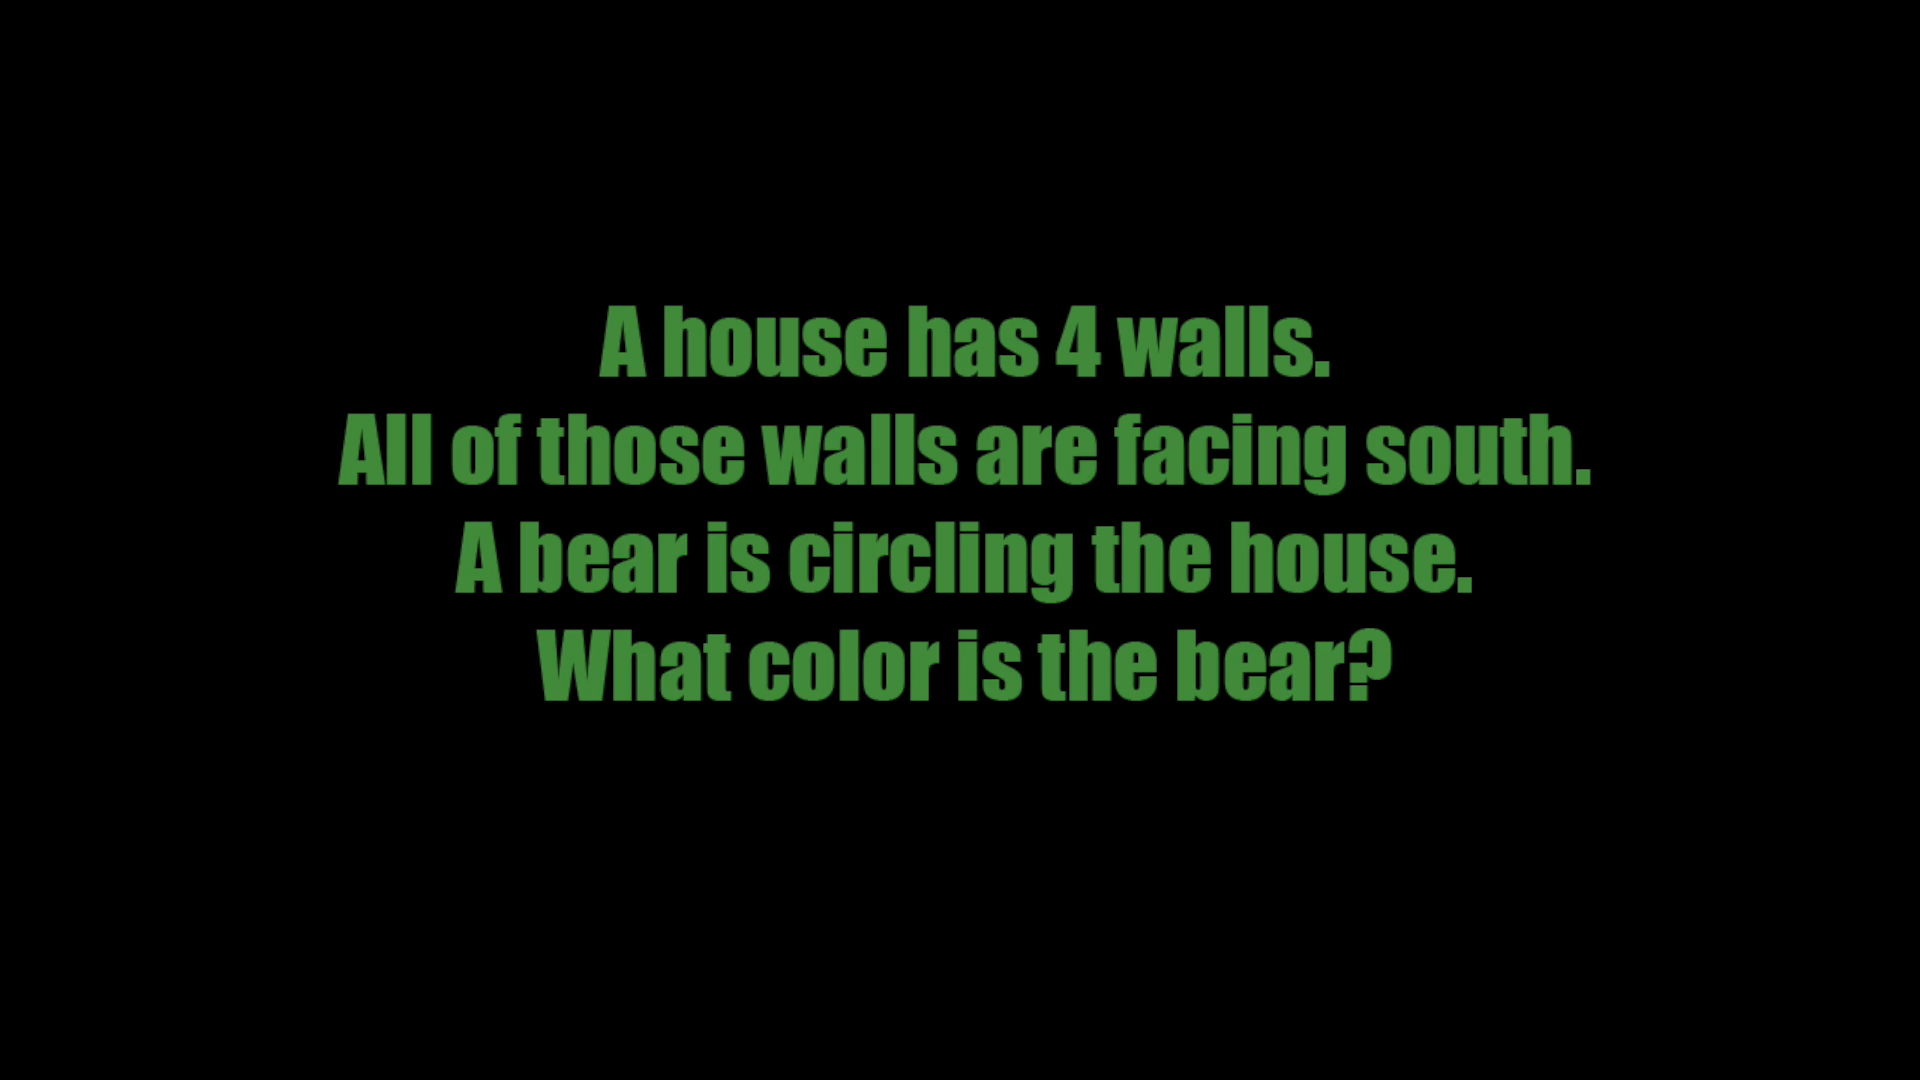 A house has 4 walls.
All of those walls are facing south.
A bear is circling the house.
What color is the bear?